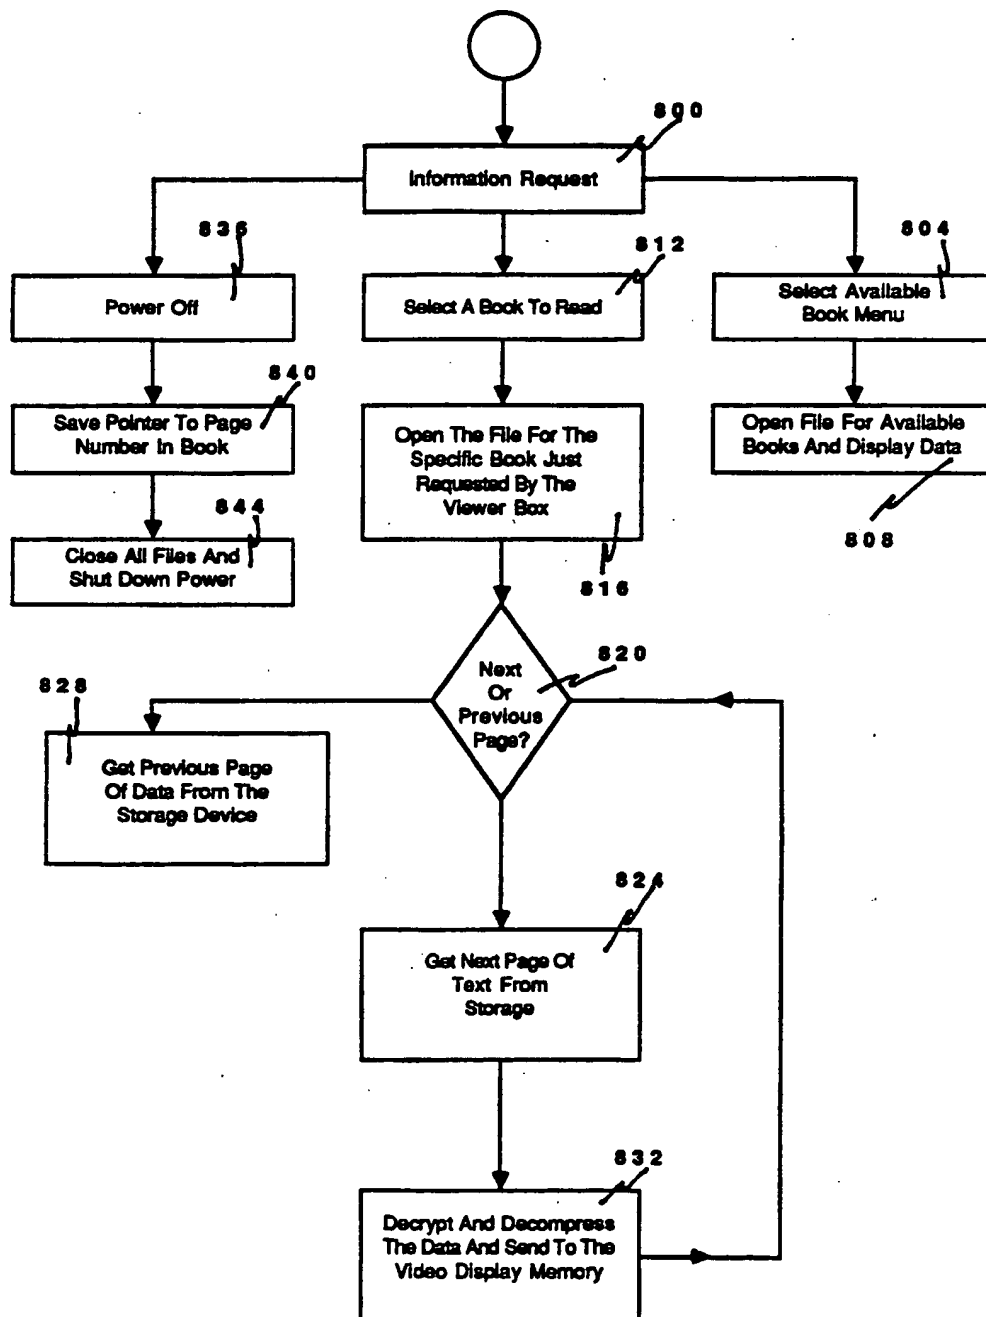 800
Information Request
836
812
804
Power Off
Select A Book To Read
Select Available
Book Menu
840
Save Pointer To Page
Number In Book
Open The File For The
Specific Book Just
Requested By The
Viewer Box
Open File For Available
Books And Display Data
844
808
Close All Files And
Shut Down Power
816
820
Next
Or
Previous
Page?
828
Get Previous Page
Of Data From The
Storage Device
824
Get Next Page Of
Text From
Storage
832
Decrypt And Decompress
The Data And Send To The
Video Display Memory